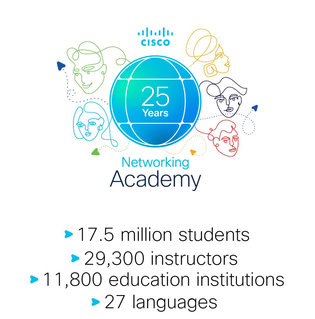 CISCO
25
Years
Networking
Academy
17.5 million students
29,300 instructors
11,800 education institutions
27 languages